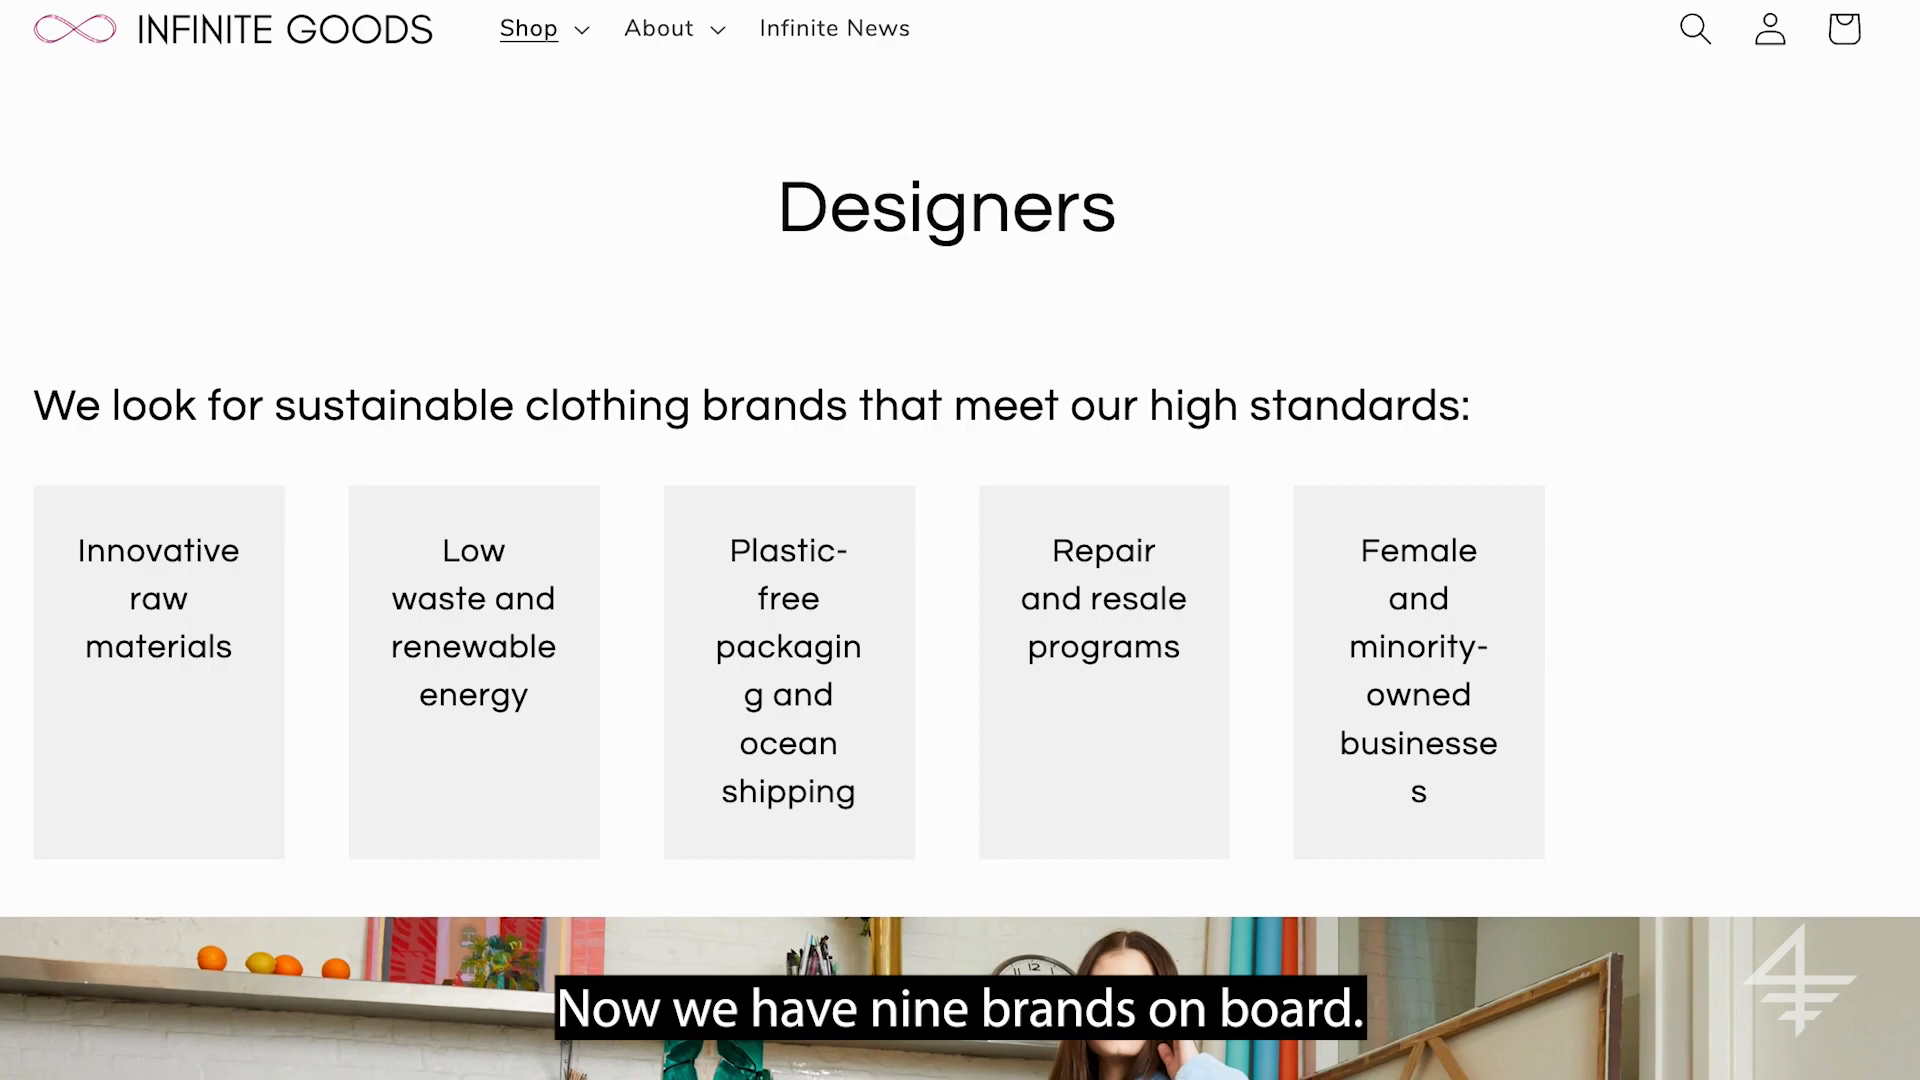 INFINITE GOODS
Shop
About
Infinite News
Designers
We look for sustainable clothing brands that meet our high standards:
Innovative
raw
materials
Low
waste and
renewable
energy
Plastic-
free
packagin
g and
ocean
shipping
Repair
and resale
programs
Female
and
minority-
owned
businesse
s
12
Now we have nine brands on board.